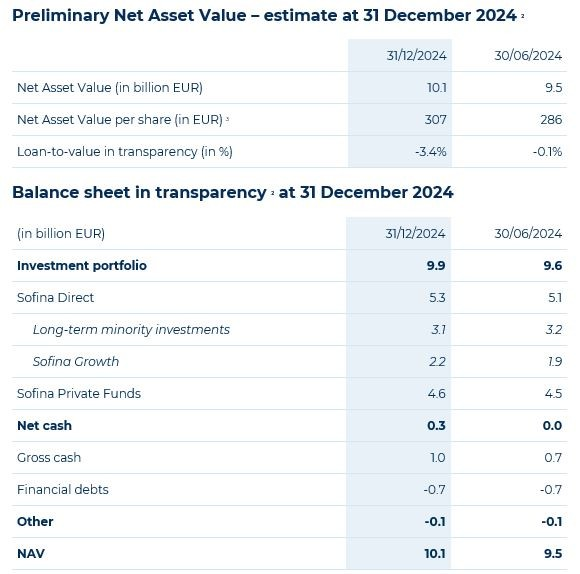 Preliminary Net Asset Value – estimate at 31 December 2024 ²
31/12/2024 30/06/2024
Net Asset Value (in billion EUR) 10.1 9.5
Net Asset Value per share (in EUR) ³ 307 286
Loan-to-value in transparency (in %) -3.4% -0.1%
Balance sheet in transparency ² at 31 December 2024
(in billion EUR) 31/12/2024 30/06/2024
Investment portfolio 9.9 9.6
Sofina Direct 5.3 5.1
Long-term minority investments 3.1 3.2
Sofina Growth 2.2 1.9
Sofina Private Funds 4.6 4.5
Net cash 0.3 0.0
Gross cash 1.0 0.7
Financial debts -0.7 -0.7
Other -0.1 -0.1
NAV 10.1 9.5